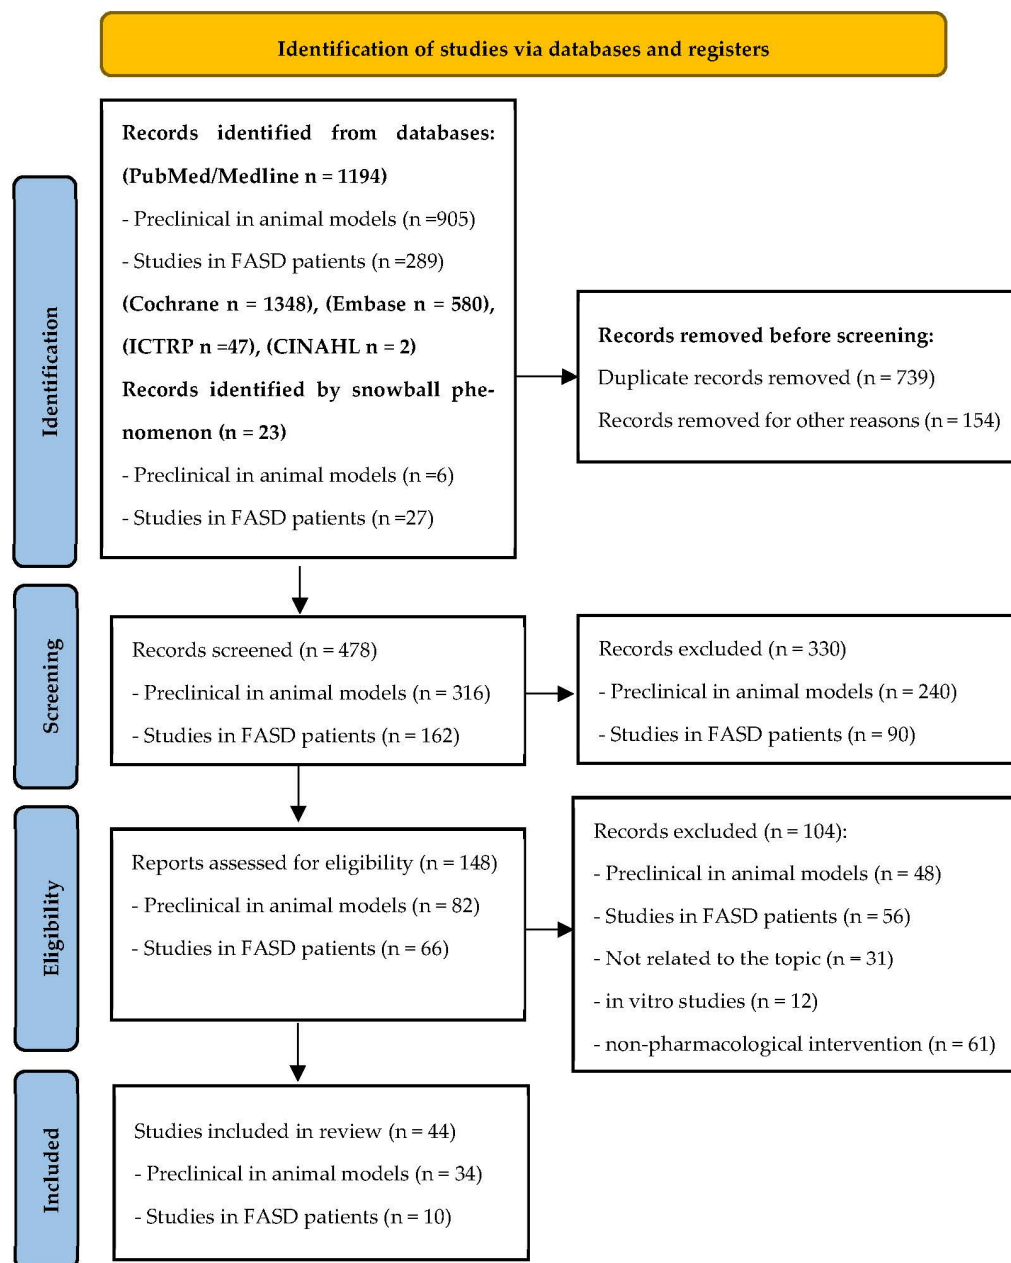 Identification of studies via databases and registers
Identification
Records identified from databases:
(PubMed/Medline n = 1194)
- Preclinical in animal models (n =905)
- Studies in FASD patients (n =289)
(Cochrane n = 1348), (Embase n = 580),
(ICTRP n =47), (CINAHL n = 2)
Records identified by snowball phe-
nomenon (n = 23)
- Preclinical in animal models (n =6)
- Studies in FASD patients (n =27)
Records removed before screening:
Duplicate records removed (n = 739)
Records removed for other reasons (n = 154)
Screening
Records screened (n = 478)
- Preclinical in animal models (n = 316)
- Studies in FASD patients (n = 162)
Records excluded (n = 330)
- Preclinical in animal models (n = 240)
- Studies in FASD patients (n = 90)
Eligibility
Reports assessed for eligibility (n = 148)
- Preclinical in animal models (n = 82)
- Studies in FASD patients (n = 66)
Records excluded (n = 104):
- Preclinical in animal models (n = 48)
- Studies in FASD patients (n = 56)
- Not related to the topic (n = 31)
- in vitro studies (n = 12)
- non-pharmacological intervention (n = 61)
Included
Studies included in review (n = 44)
- Preclinical in animal models (n = 34)
- Studies in FASD patients (n = 10)